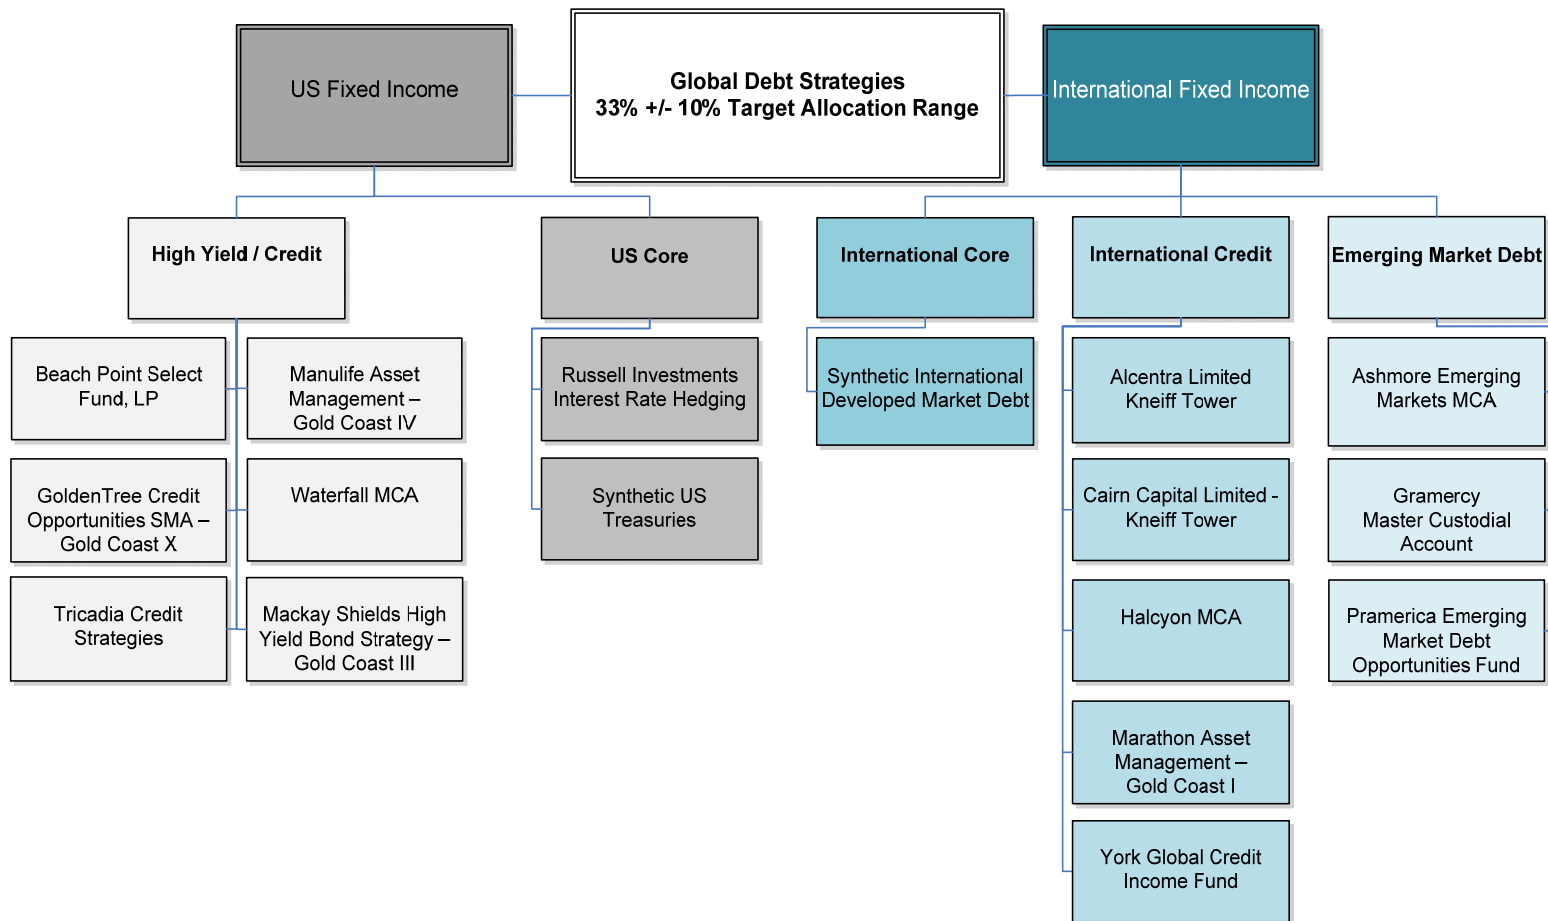 US Fixed Income
Global Debt Strategies
33% +/- 10% Target Allocation Range
International Fixed Income
High Yield / Credit
US Core
International Core
International Credit
Emerging Market Debt
Beach Point Select
Fund, LP
Manulife Asset
Management –
Gold Coast IV
Russell Investments
Interest Rate Hedging
Synthetic International
Developed Market Debt
Alcentra Limited
Kneiff Tower
Ashmore Emerging
Markets MCA
GoldenTree Credit
Opportunities SMA –
Gold Coast X
Waterfall MCA
Synthetic US
Treasuries
Cairn Capital Limited -
Kneiff Tower
Gramercy
Master Custodial
Account
Tricadia Credit
Strategies
Mackay Shields High
Yield Bond Strategy –
Gold Coast III
Halcyon MCA
Pramerica Emerging
Market Debt
Opportunities Fund
Marathon Asset
Management –
Gold Coast I
York Global Credit
Income Fund